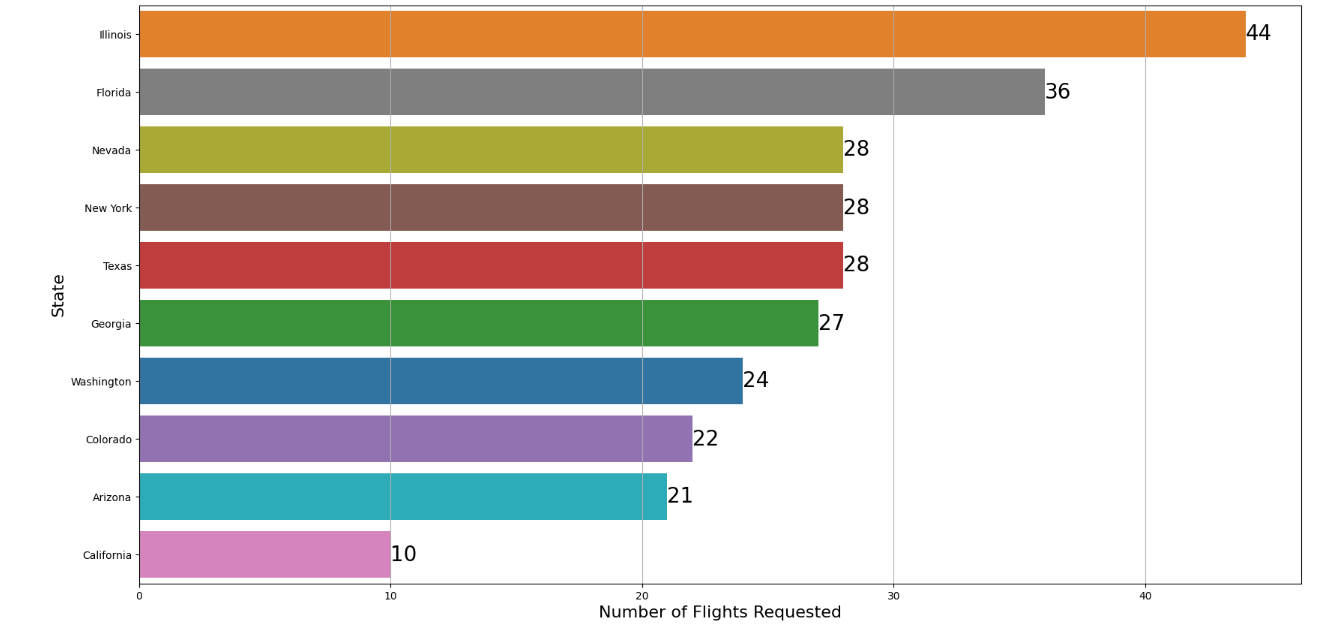 Illinois 44
Florida 36
Nevada 28
New York 28
Texas 28
Georgia 27
Washington 24
Colorado 22
Arizona 21
California 10
State
0 10 20 30 40
Number of Flights Requested